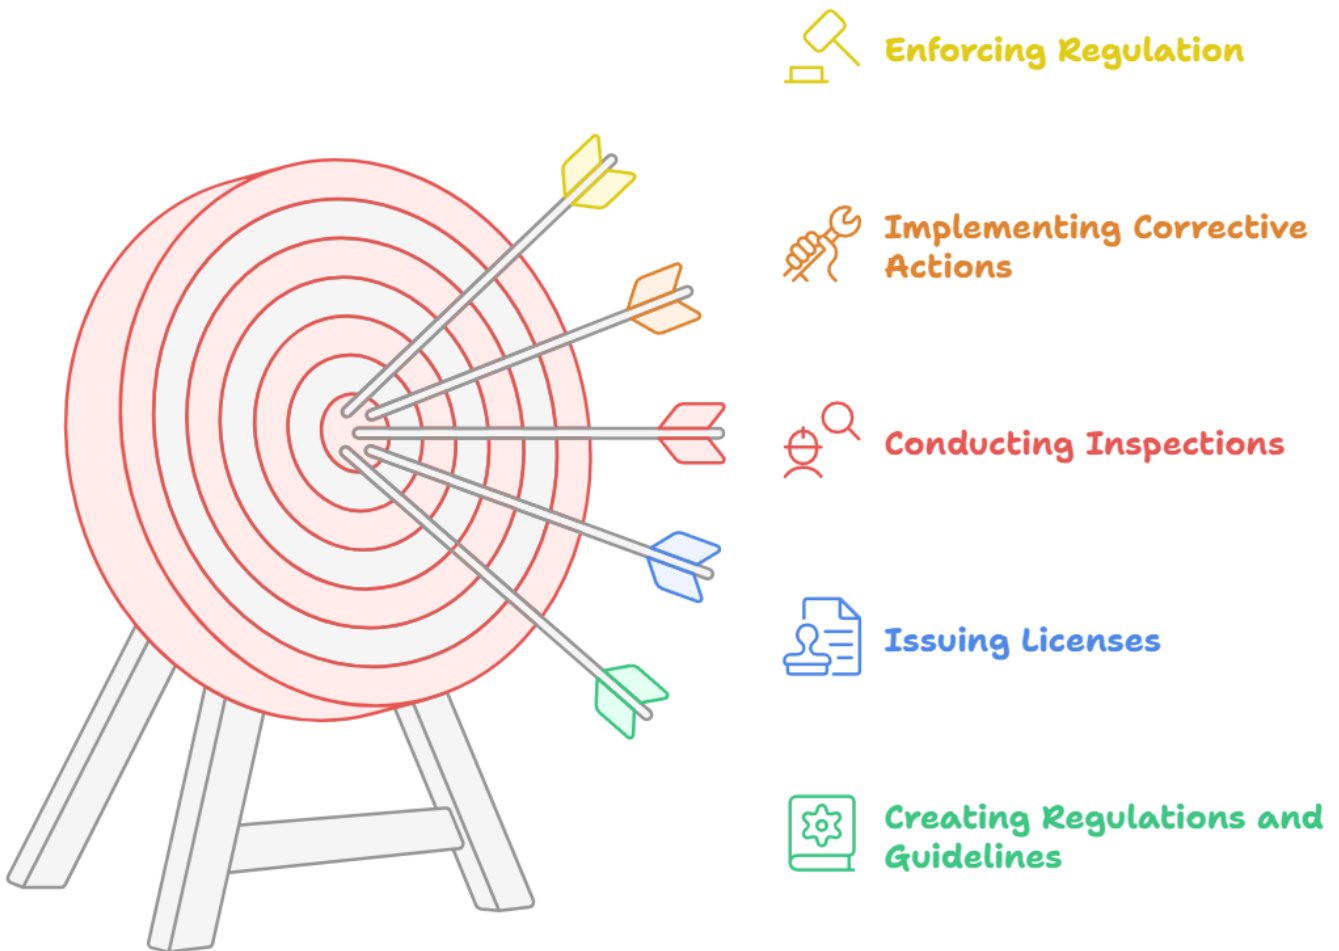 Enforcing Regulation
Implementing Corrective
Actions
Conducting Inspections
Issuing Licenses
Creating Regulations and
Guidelines